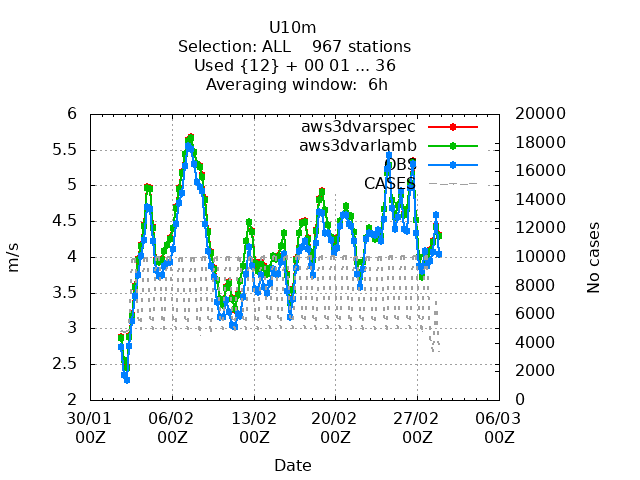 U10m
Selection: ALL    967 stations
Used {12} + 00 01 ... 36
Averaging window:  6h
aws3dvarspec
aws3dvarlamb
OBS
CASES
6
5.5
5
4.5
4
3.5
3
2.5
2
m/s
20000
18000
16000
14000
12000
10000
8000
6000
4000
2000
0
No cases
30/01 06/02 13/02 20/02 27/02 06/03
00Z 00Z 00Z 00Z 00Z 00Z
Date